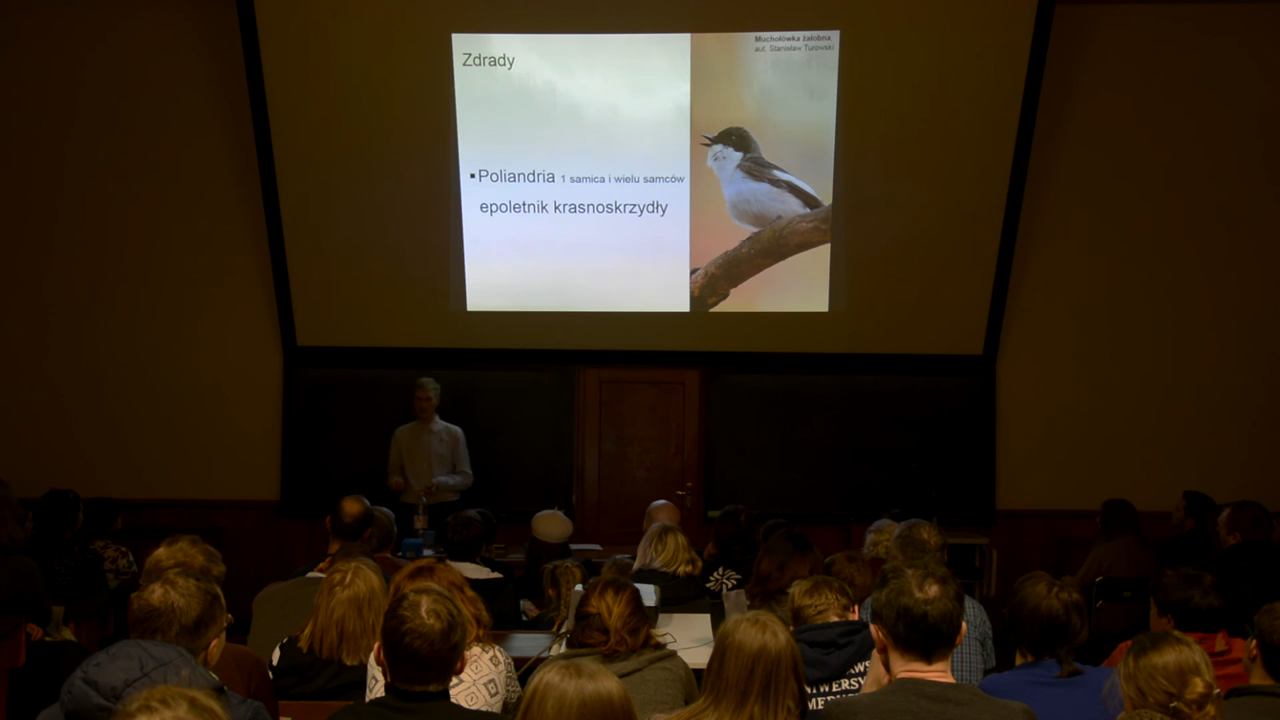 Zdrady
▪Poliandria 1 samica i wielu samców
epoletnik krasnoskrzydły
Muchołówka żałobna,
aut. Stanisław Turowski